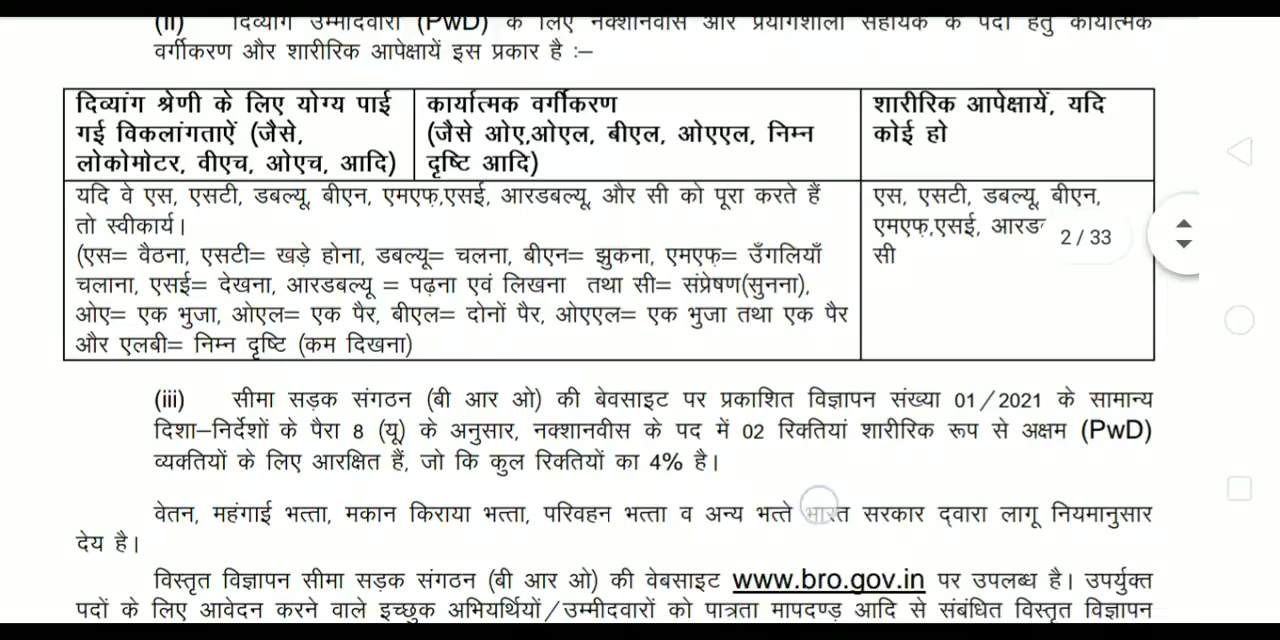 (ii) दिव्यांग उम्मीदवारों (PwD) के लिए नक्शानवीस और प्रयोगशाला सहायक के पदों हेतु कार्यात्मक
वर्गीकरण और शारीरिक आपेक्षायें इस प्रकार है :–
दिव्यांग श्रेणी के लिए योग्य पाई
गई विकलांगताऐं (जैसे,
लोकोमोटर, वीएच, ओएच, आदि)
कार्यात्मक वर्गीकरण
(जैसे ओए,ओएल, बीएल, ओएएल, निम्न
दृष्टि आदि)
शारीरिक आपेक्षायें, यदि
कोई हो
यदि वे एस, एसटी, डबल्यू, बीएन, एमएफ़,एसई, आरडबल्यू, और सी को पूरा करते हैं
तो स्वीकार्य।
(एस= वैठना, एसटी= खड़े होना, डबल्यू= चलना, बीएन= झुकना, एमएफ़= उँगलियाँ
चलाना, एसई= देखना, आरडबल्यू = पढ़ना एवं लिखना तथा सी= संप्रेषण(सुनना),
ओए= एक भुजा, ओएल= एक पैर, बीएल= दोनों पैर, ओएएल= एक भुजा तथा एक पैर
और एलबी= निम्न दृष्टि (कम दिखना)
एस, एसटी, डबल्यू, बीएन,
एमएफ़,एसई,
सी
2 / 33
(iii) सीमा सड़क संगठन (बी आर ओ) की बेवसाइट पर प्रकाशित विज्ञापन संख्या 01/2021 के सामान्य
दिशा–निर्देशों के पैरा 8 (यू) के अनुसार, नक्शानवीस के पद में 02 रिक्तियां शारीरिक रूप से अक्षम (PwD)
व्यकतियों के लिए आरक्षित हैं, जो कि कुल रिक्तियों का 4% है।
वेतन, महंगाई भत्ता, मकान किराया भत्ता, परिवहन भत्ता व अन्य भत्ते भारत सरकार द्वारा लागू नियमानुसार
देय है।
विस्तृत विज्ञापन सीमा सड़क संगठन (बी आर ओ) की वेबसाइट www.bro.gov.in पर उपलब्ध है। उपर्युक्त
पदों के लिए आवेदन करने वाले इच्छुक अभियर्थियों/उम्मीदवारों को पात्रता मापदण्ड आदि से संबंधित विस्तृत विज्ञापन